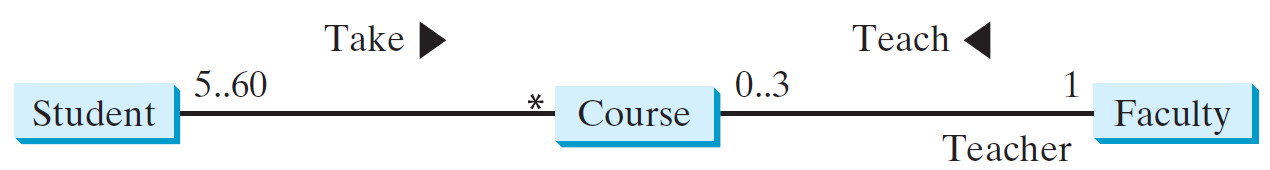 Take ▶ Teach ◀
5..60 * 0..3 1
Student Course Faculty
Teacher